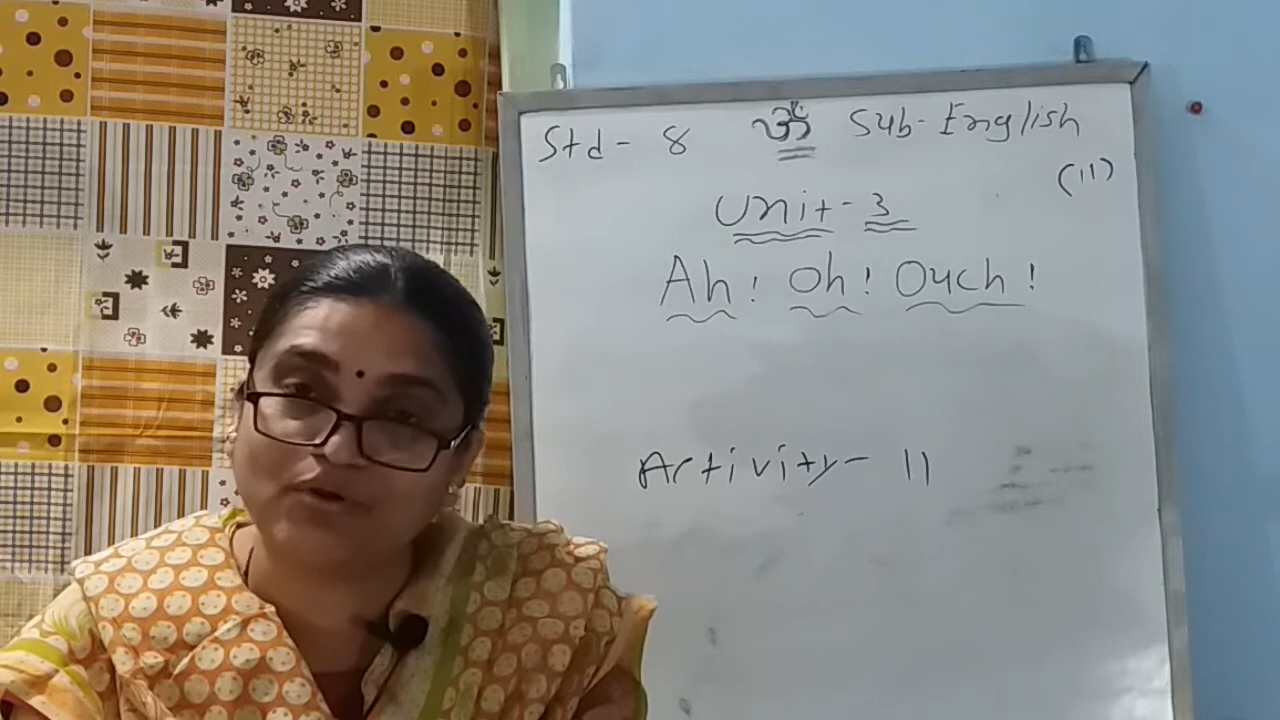 Std - 8 ૐ Sub - English
(11)
Unit - 3
Ah! Oh! Ouch!
Activity - 11